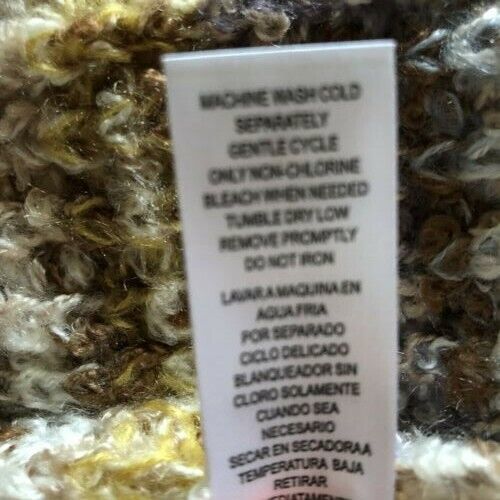 MACHINE WASH COLD
SEPARATELY
GENTLE CYCLE
ONLY NON-CHLORINE
BLEACH WHEN NEEDED
TUMBLE DRY LOW
REMOVE PROMPTLY
DO NOT IRON
LAVAR A MAQUINA EN
AGUA FRIA
POR SEPARADO
CICLO DELICADO
BLANQUEADOR SIN
CLORO SOLAMENTE
CUANDO SEA
NECESARIO
SECAR EN SECADORA A
TEMPERATURA BAJA
RETIRAR